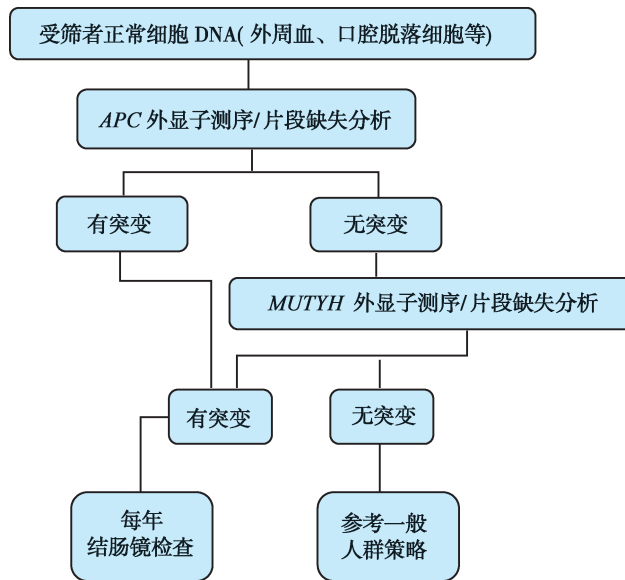 受筛者正常细胞 DNA( 外周血、口腔脱落细胞等)
APC 外显子测序/ 片段缺失分析
有突变
无突变
MUTYH 外显子测序/ 片段缺失分析
有突变
无突变
每年
结肠镜检查
参考一般
人群策略